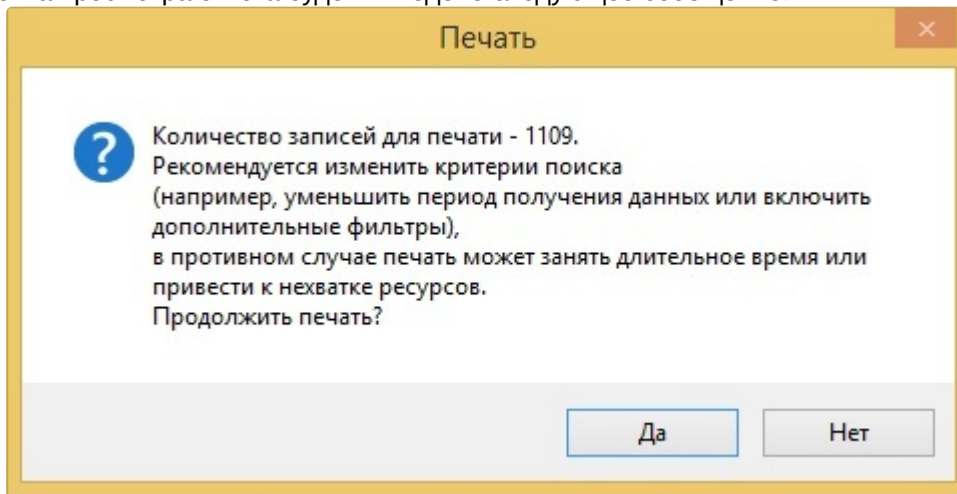 Печать
Количество записей для печати - 1109.
Рекомендуется изменить критерии поиска
(например, уменьшить период получения данных или включить
дополнительные фильтры),
в противном случае печать может занять длительное время или
привести к нехватке ресурсов.
Продолжить печать?
Да Нет